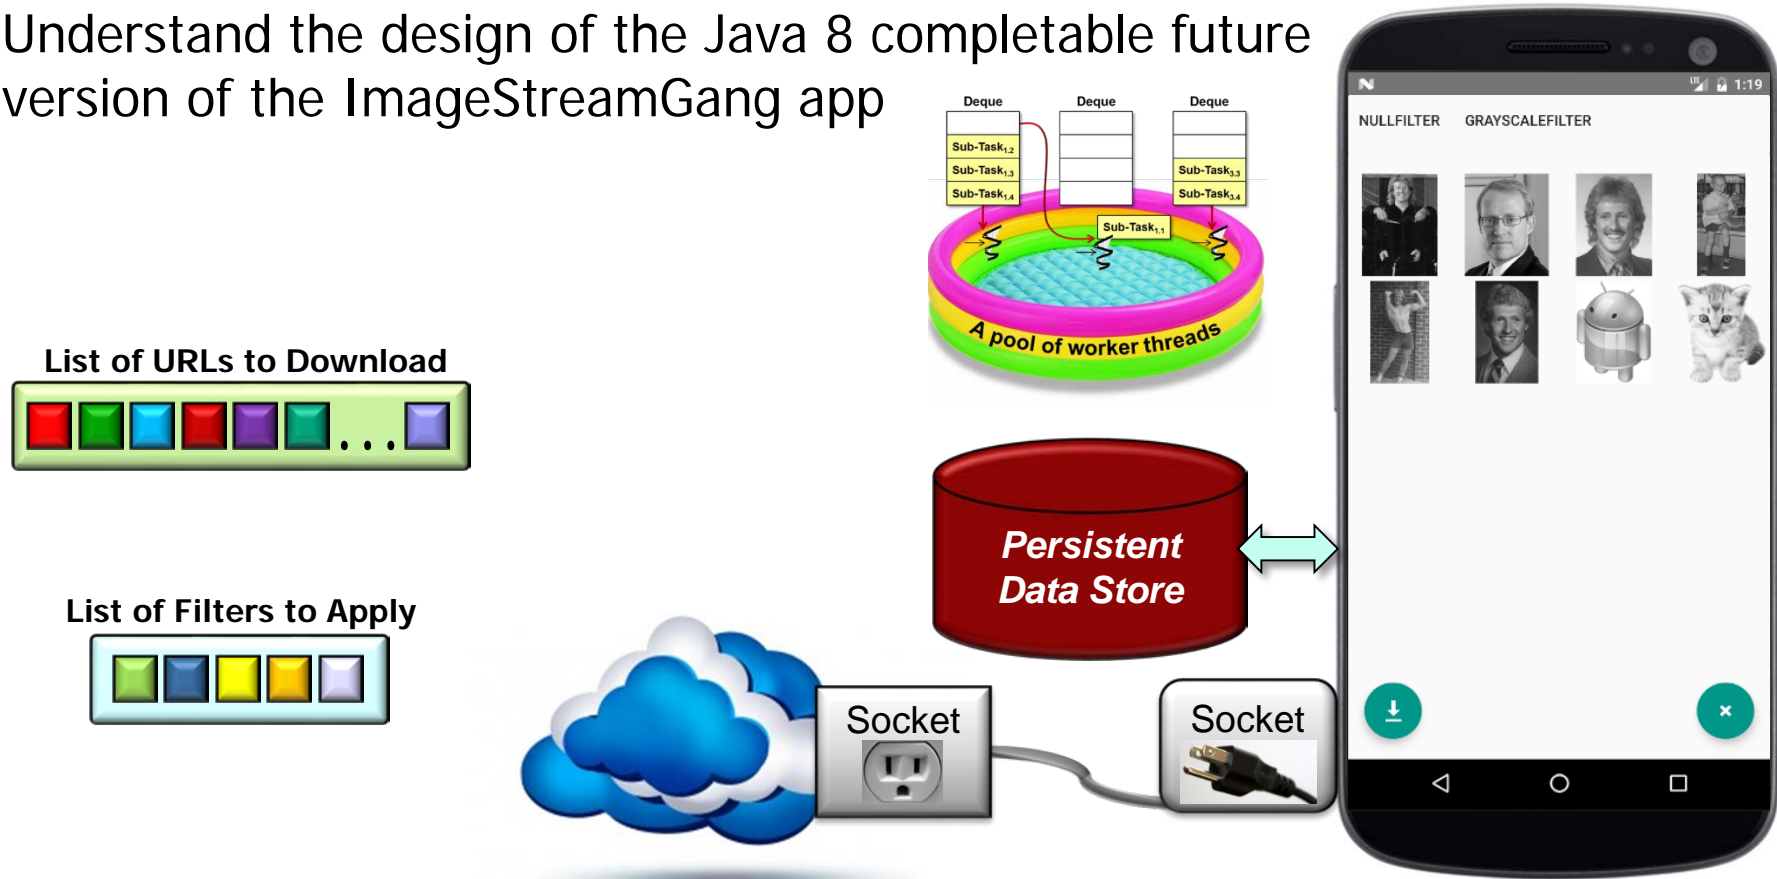 Understand the design of the Java 8 completable future
version of the ImageStreamGang app
Deque
Deque
Deque
Sub-Task1.2
Sub-Task1.3
Sub-Task1.4
Sub-Task3.3
Sub-Task3.4
Sub-Task1.1
A pool of worker threads
List of URLs to Download
...
List of Filters to Apply
Persistent
Data Store
Socket
Socket
LTE
1:19
NULLFILTER
GRAYSCALEFILTER